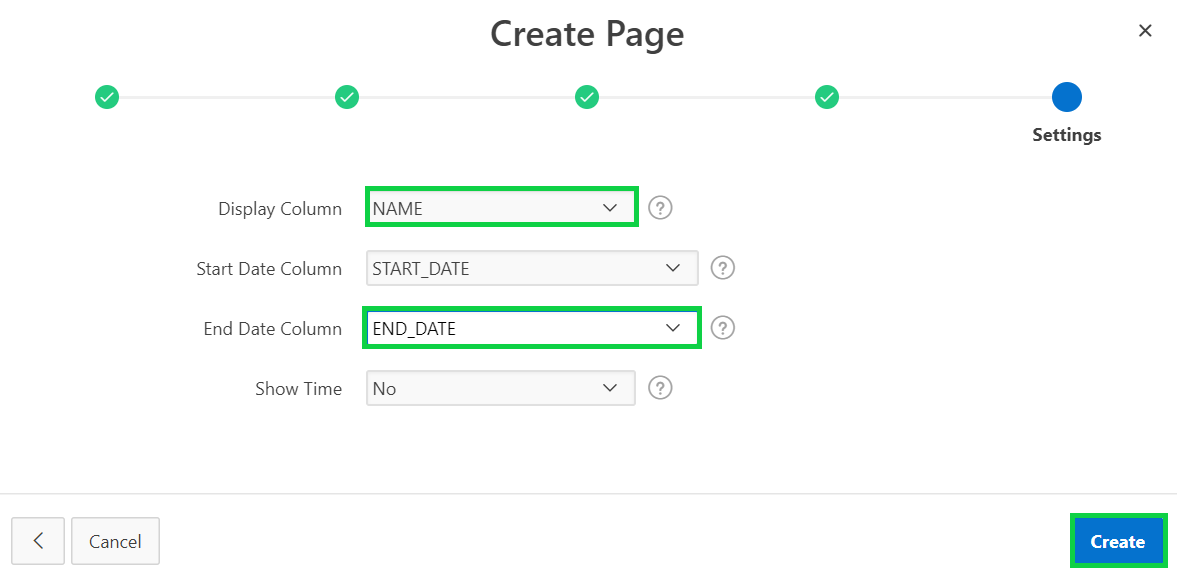 Create Page
Settings
Display Column NAME ?
Start Date Column START_DATE ?
End Date Column END_DATE ?
Show Time No ?
Cancel Create